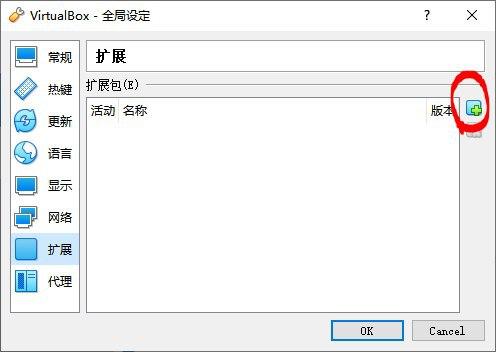 VirtualBox - 全局设定
常规
热键
更新
语言
显示
网络
扩展
代理
扩展
扩展包(E)
活动 名称 版本
OK Cancel